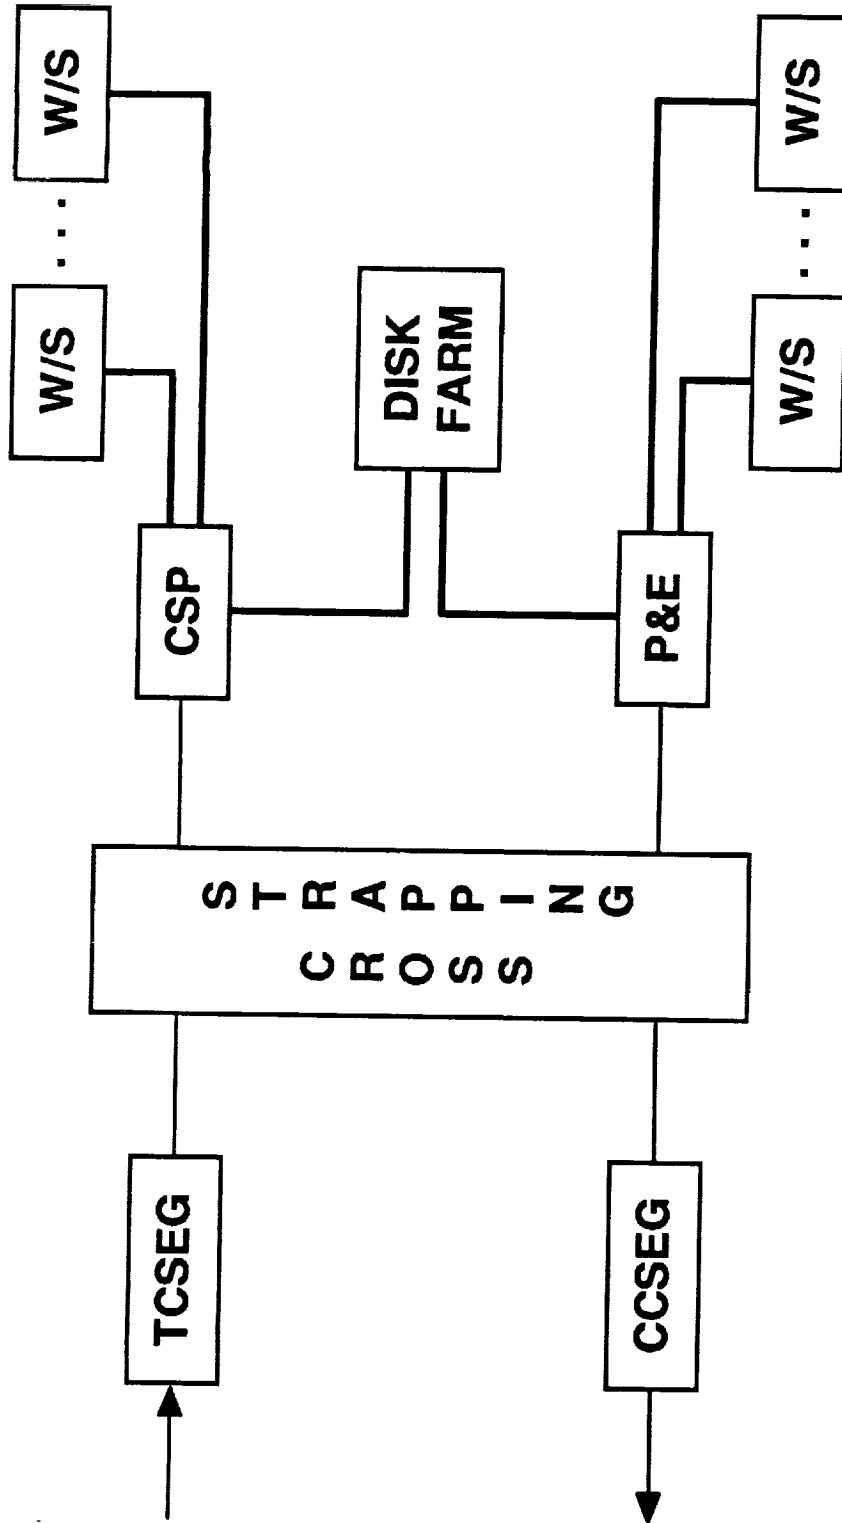 TCSEG
CROSS
STRAPPING
CSP
W/S
. . .
W/S
DISK
FARM
CCSEG
P&E
W/S
. . .
W/S